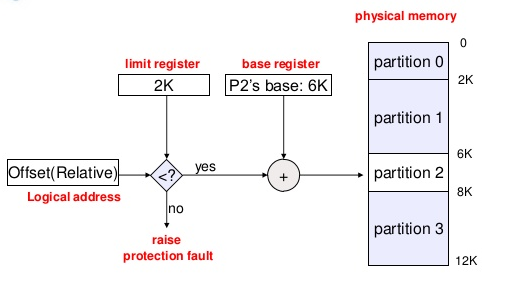 physical memory
limit register
base register
2K
P2's base: 6K
Offset(Relative)
Logical address
<?
yes
no
+
raise
protection fault
partition 0
partition 1
partition 2
partition 3
0
2K
6K
8K
12K